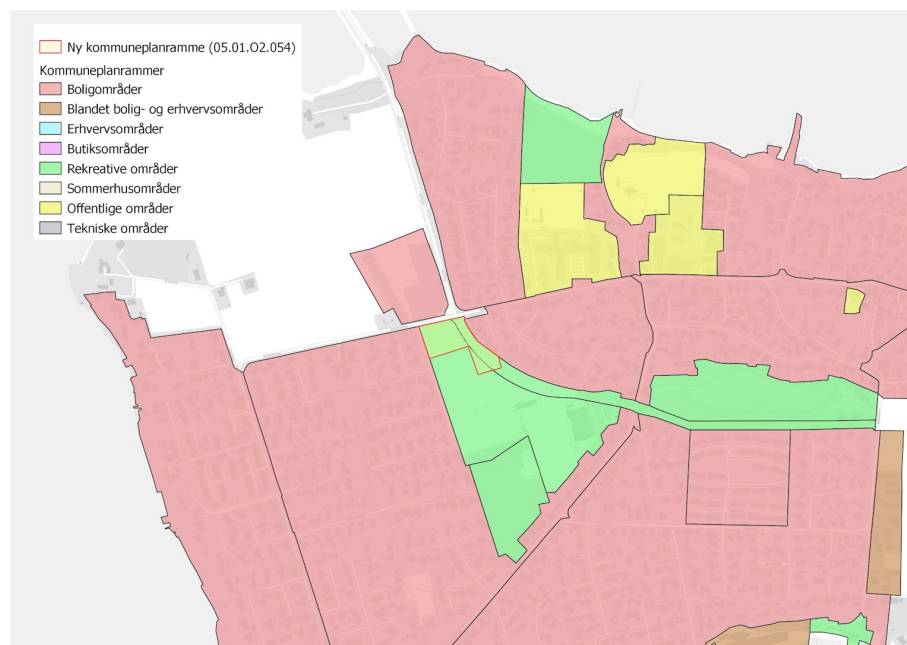 Ny kommuneplanramme (05.01.O2.054)
Kommuneplanrammer
Boligområder
Blandet bolig- og erhvervsområder
Erhvervsområder
Butiksområder
Rekreative områder
Sommerhusområder
Offentlige områder
Tekniske områder